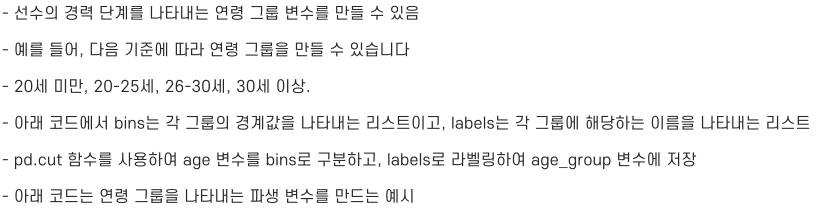 - 선수의 경력 단계를 나타내는 연령 그룹 변수를 만들 수 있음
- 예를 들어, 다음 기준에 따라 연령 그룹을 만들 수 있습니다
- 20세 미만, 20-25세, 26-30세, 30세 이상.
- 아래 코드에서 bins는 각 그룹의 경계값을 나타내는 리스트이고, labels는 각 그룹에 해당하는 이름을 나타내는 리스트
- pd.cut 함수를 사용하여 age 변수를 bins로 구분하고, labels로 라벨링하여 age_group 변수에 저장
- 아래 코드는 연령 그룹을 나타내는 파생 변수를 만드는 예시